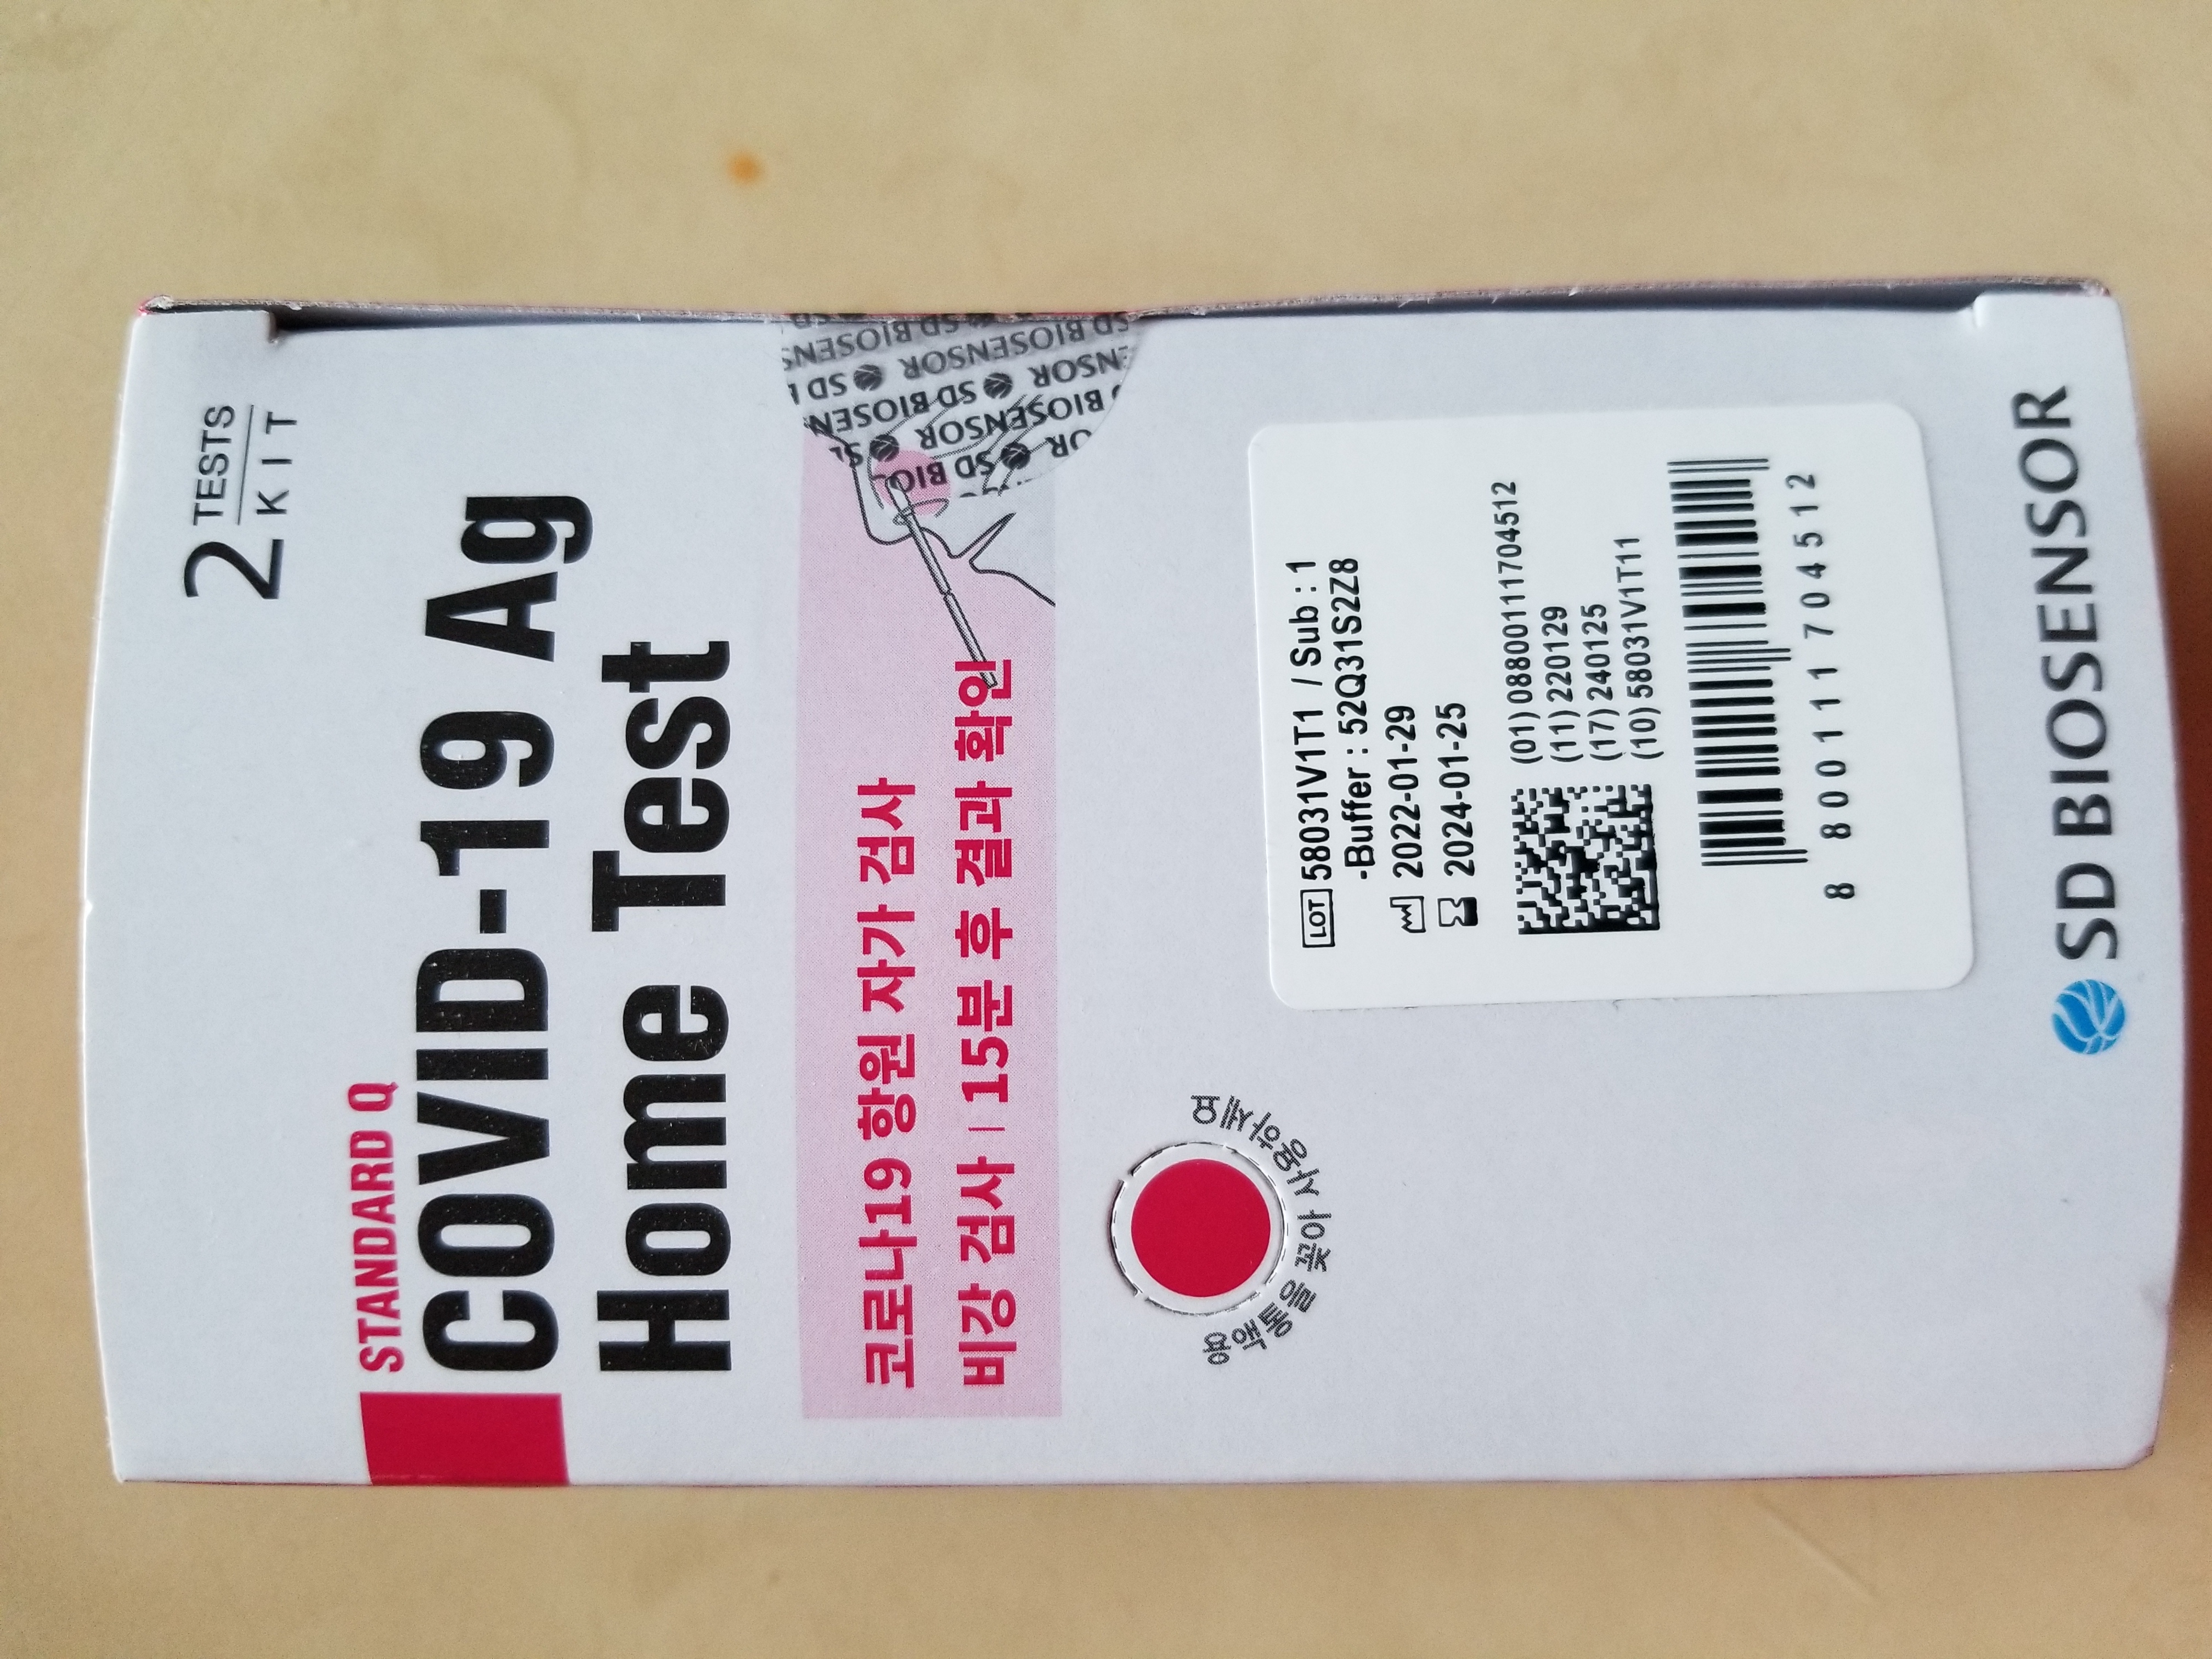 2 TESTS
KIT
STANDARD Q
COVID-19 Ag
Home Test
코로나19 항원 자가 검사
비강 검사 | 15분 후 결과 확인
SD BIOSENSOR SD BIOSENSOR
용액통을 꽂아 사용하세요
LOT 58031V1T1 / Sub : 1
-Buffer : 52Q31S2Z8
2022-01-29
2024-01-25
(01) 08800111704512
(11) 220129
(17) 240125
(10) 58031V1T11
8 800111 704512
SD BIOSENSOR